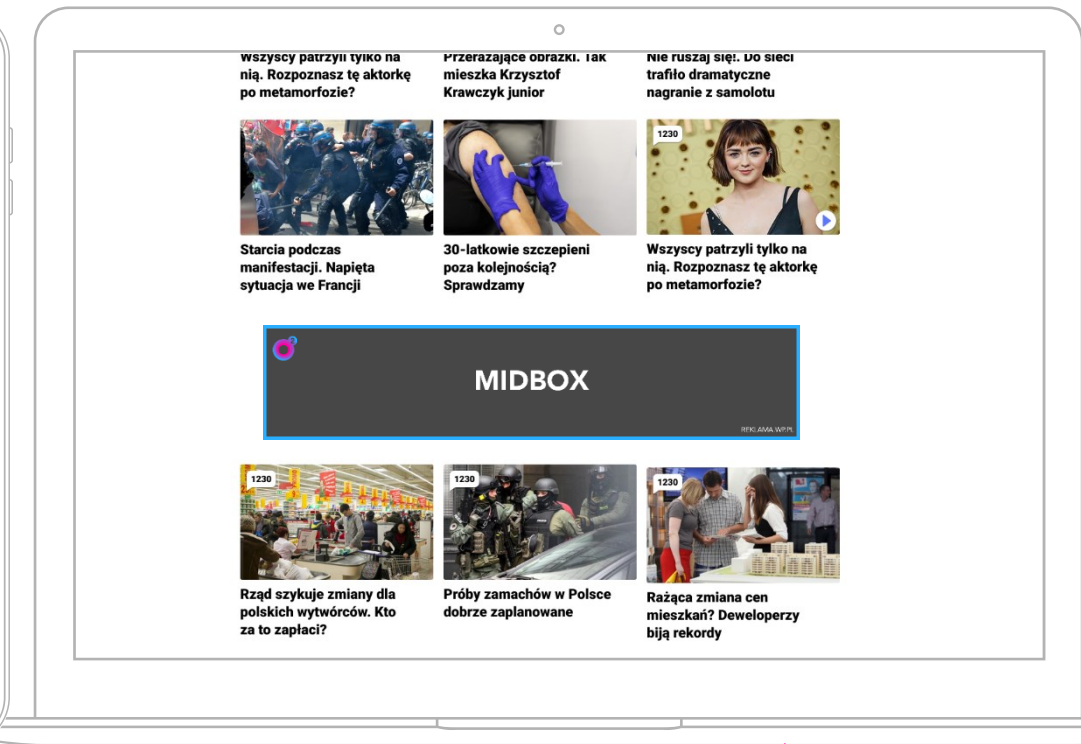 Wszyscy patrzyli tylko na
nią. Rozpoznasz tę aktorkę
po metamorfozie?
Przerażające obrazki. Tak
mieszka Krzysztof
Krawczyk junior
Nie ruszaj się!. Do sieci
trafiło dramatyczne
nagranie z samolotu
1230
Starcia podczas
manifestacji. Napięta
sytuacja we Francji
30-latkowie szczepieni
poza kolejnością?
Sprawdzamy
Wszyscy patrzyli tylko na
nią. Rozpoznasz tę aktorkę
po metamorfozie?
MIDBOX
REKLAMA WP.PL
1230
1230
1230
Rząd szykuje zmiany dla
polskich wytwórców. Kto
za to zapłaci?
Próby zamachów w Polsce
dobrze zaplanowane
Rażąca zmiana cen
mieszkań? Deweloperzy
biją rekordy